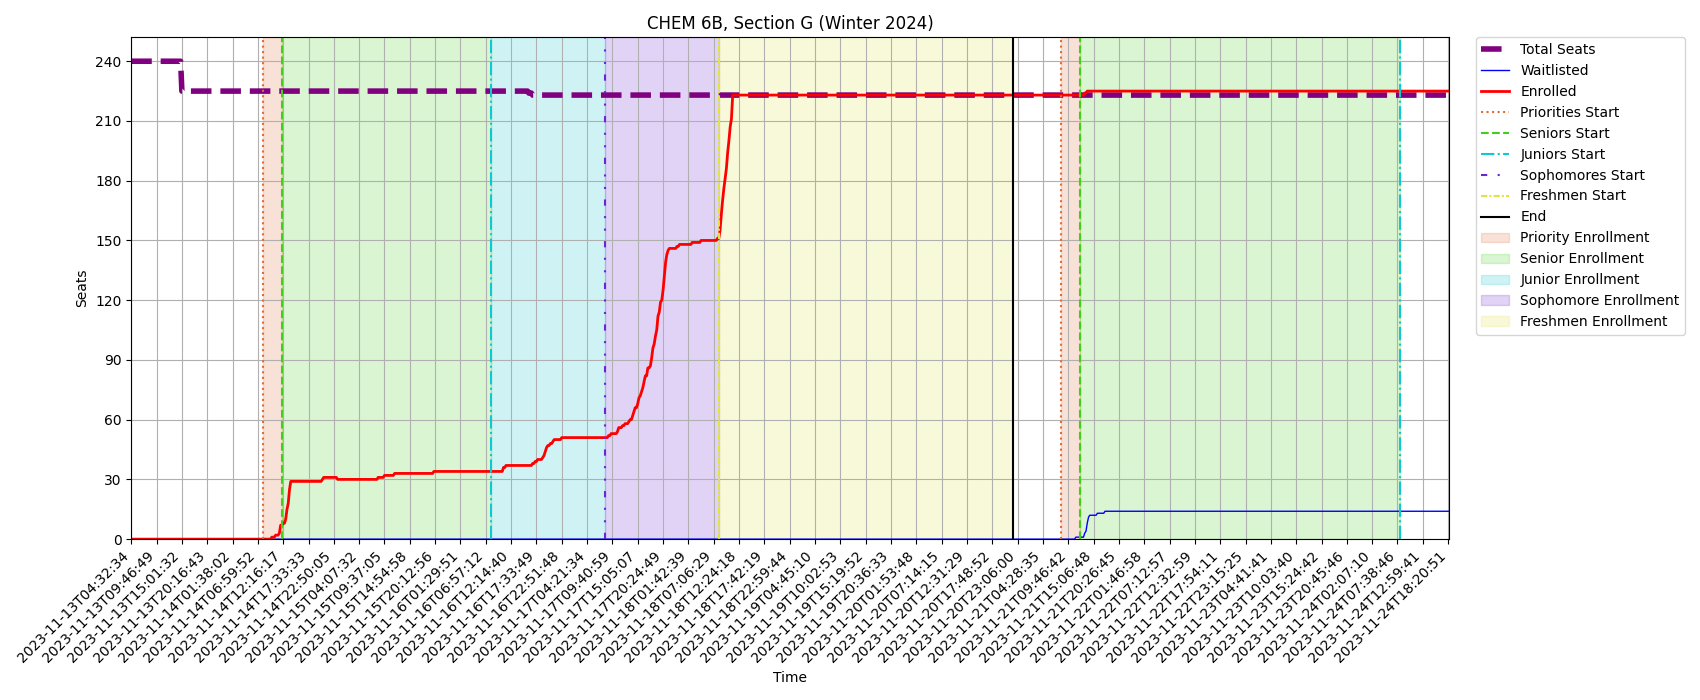 CHEM 6B, Section G (Winter 2024)
Seats
240
210
180
150
120
90
60
30
0
2023-11-13T04:32:34
2023-11-13T09:46:49
2023-11-13T15:01:32
2023-11-13T20:16:43
2023-11-14T01:38:02
2023-11-14T06:59:52
2023-11-14T12:16:17
2023-11-14T17:33:33
2023-11-14T22:50:05
2023-11-15T04:07:32
2023-11-15T09:37:05
2023-11-15T14:54:58
2023-11-15T20:12:56
2023-11-16T01:29:51
2023-11-16T06:57:12
2023-11-16T12:14:40
2023-11-16T17:33:49
2023-11-16T22:51:48
2023-11-17T04:21:34
2023-11-17T09:40:59
2023-11-17T15:05:07
2023-11-17T20:24:49
2023-11-18T01:42:39
2023-11-18T07:06:29
2023-11-18T12:24:18
2023-11-18T17:42:19
2023-11-18T22:59:44
2023-11-19T04:45:10
2023-11-19T10:02:53
2023-11-19T15:19:52
2023-11-19T20:36:33
2023-11-20T01:53:48
2023-11-20T07:14:15
2023-11-20T12:31:29
2023-11-20T17:48:52
2023-11-20T23:06:00
2023-11-21T04:28:35
2023-11-21T09:46:42
2023-11-21T15:06:48
2023-11-21T20:26:45
2023-11-22T01:46:58
2023-11-22T07:12:57
2023-11-22T12:32:59
2023-11-22T17:54:11
2023-11-22T23:15:25
2023-11-23T04:41:41
2023-11-23T10:03:40
2023-11-23T15:24:42
2023-11-23T20:45:46
2023-11-24T02:07:10
2023-11-24T07:38:46
2023-11-24T12:59:41
2023-11-24T18:20:51
Time
Total Seats
Waitlisted
Enrolled
Priorities Start
Seniors Start
Juniors Start
Sophomores Start
Freshmen Start
End
Priority Enrollment
Senior Enrollment
Junior Enrollment
Sophomore Enrollment
Freshmen Enrollment